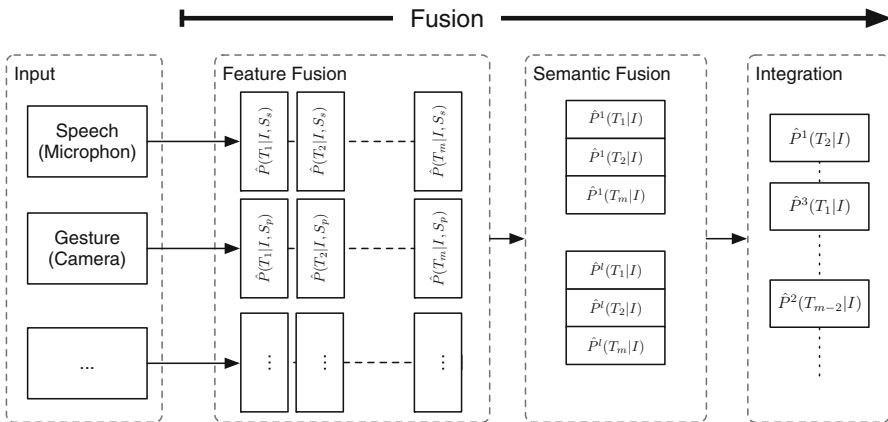 Fusion
Input
Speech
(Microphon)
Gesture
(Camera)
...
Feature Fusion
P̂(T₁|I, Sₛ)
P̂(T₂|I, Sₛ)
P̂(Tₘ|I, Sₛ)
P̂(T₁|I, Sₚ)
P̂(T₂|I, Sₚ)
P̂(Tₘ|I, Sₚ)
...
...
...
Semantic Fusion
P̂¹(T₁|I)
P̂¹(T₂|I)
P̂¹(Tₘ|I)
P̂ˡ(T₁|I)
P̂ˡ(T₂|I)
P̂ˡ(Tₘ|I)
Integration
P̂¹(T₂|I)
P̂³(T₁|I)
P̂²(Tₘ₋₂|I)